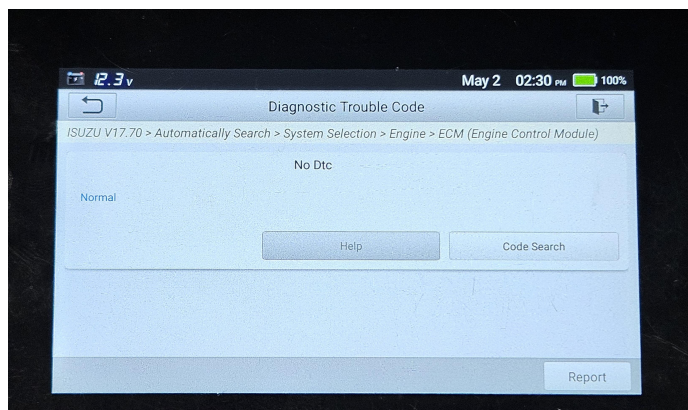 12.3 v May 2 02:30 PM 100%
Diagnostic Trouble Code
ISUZU V17.70 > Automatically Search > System Selection > Engine > ECM (Engine Control Module)
No Dtc
Normal
Help Code Search
Report